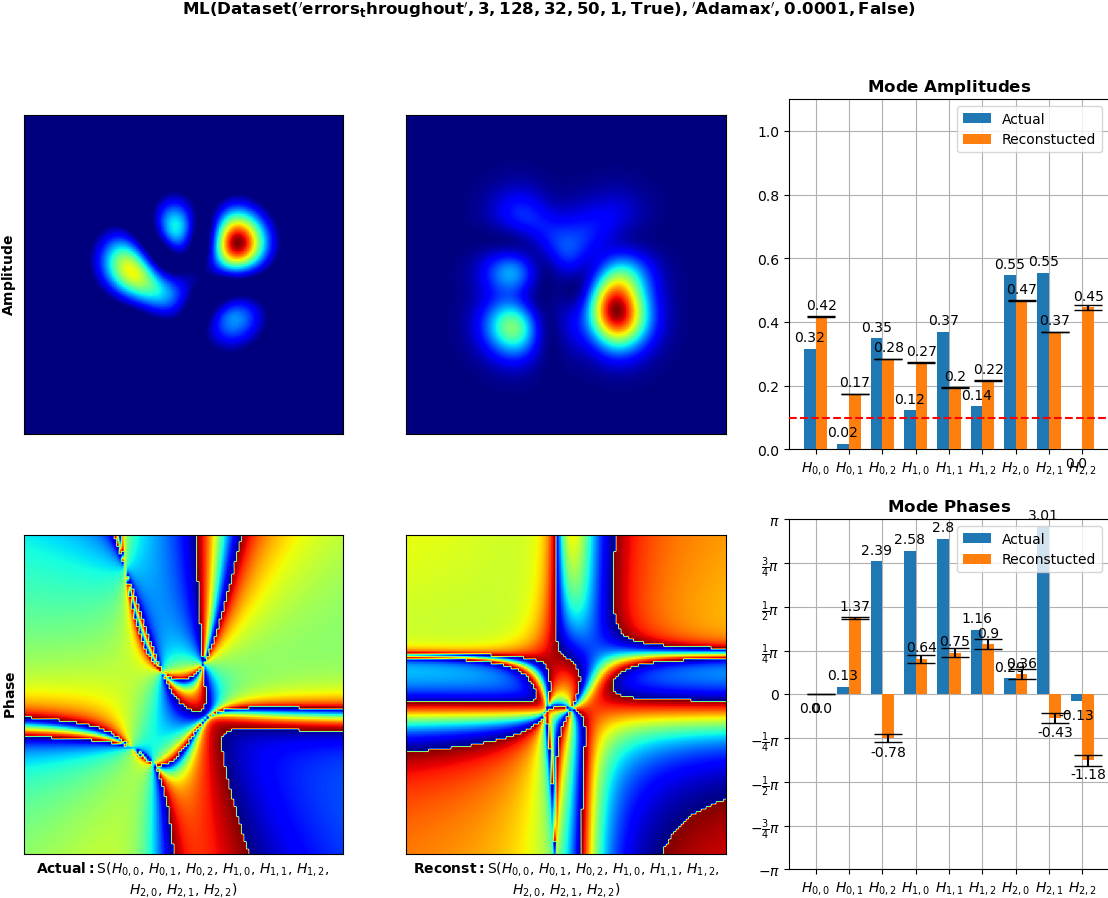 ML(Dataset('errors_throughout', 3, 128, 32, 50, 1, True), 'Adamax', 0.0001, False)
Amplitude
Mode Amplitudes
Actual
Reconstucted
1.0
0.8
0.6
0.4
0.2
0.0
0.32 0.42 0.02 0.17 0.35 0.28 0.12 0.27 0.37 0.2 0.14 0.22 0.55 0.47 0.55 0.37 0.0 0.45
H0,0 H0,1 H0,2 H1,0 H1,1 H1,2 H2,0 H2,1 H2,2
Phase
Mode Phases
Actual
Reconstucted
π
3/4π
1/2π
1/4π
0
−1/4π
−1/2π
−3/4π
−π
0.0 0.0 0.13 1.37 2.39 -0.78 2.58 0.64 2.8 0.75 1.16 0.9 0.29 0.36 3.01 -0.43 -0.13 -1.18
H0,0 H0,1 H0,2 H1,0 H1,1 H1,2 H2,0 H2,1 H2,2
Actual: S(H0,0, H0,1, H0,2, H1,0, H1,1, H1,2,
H2,0, H2,1, H2,2)
Reconst: S(H0,0, H0,1, H0,2, H1,0, H1,1, H1,2,
H2,0, H2,1, H2,2)